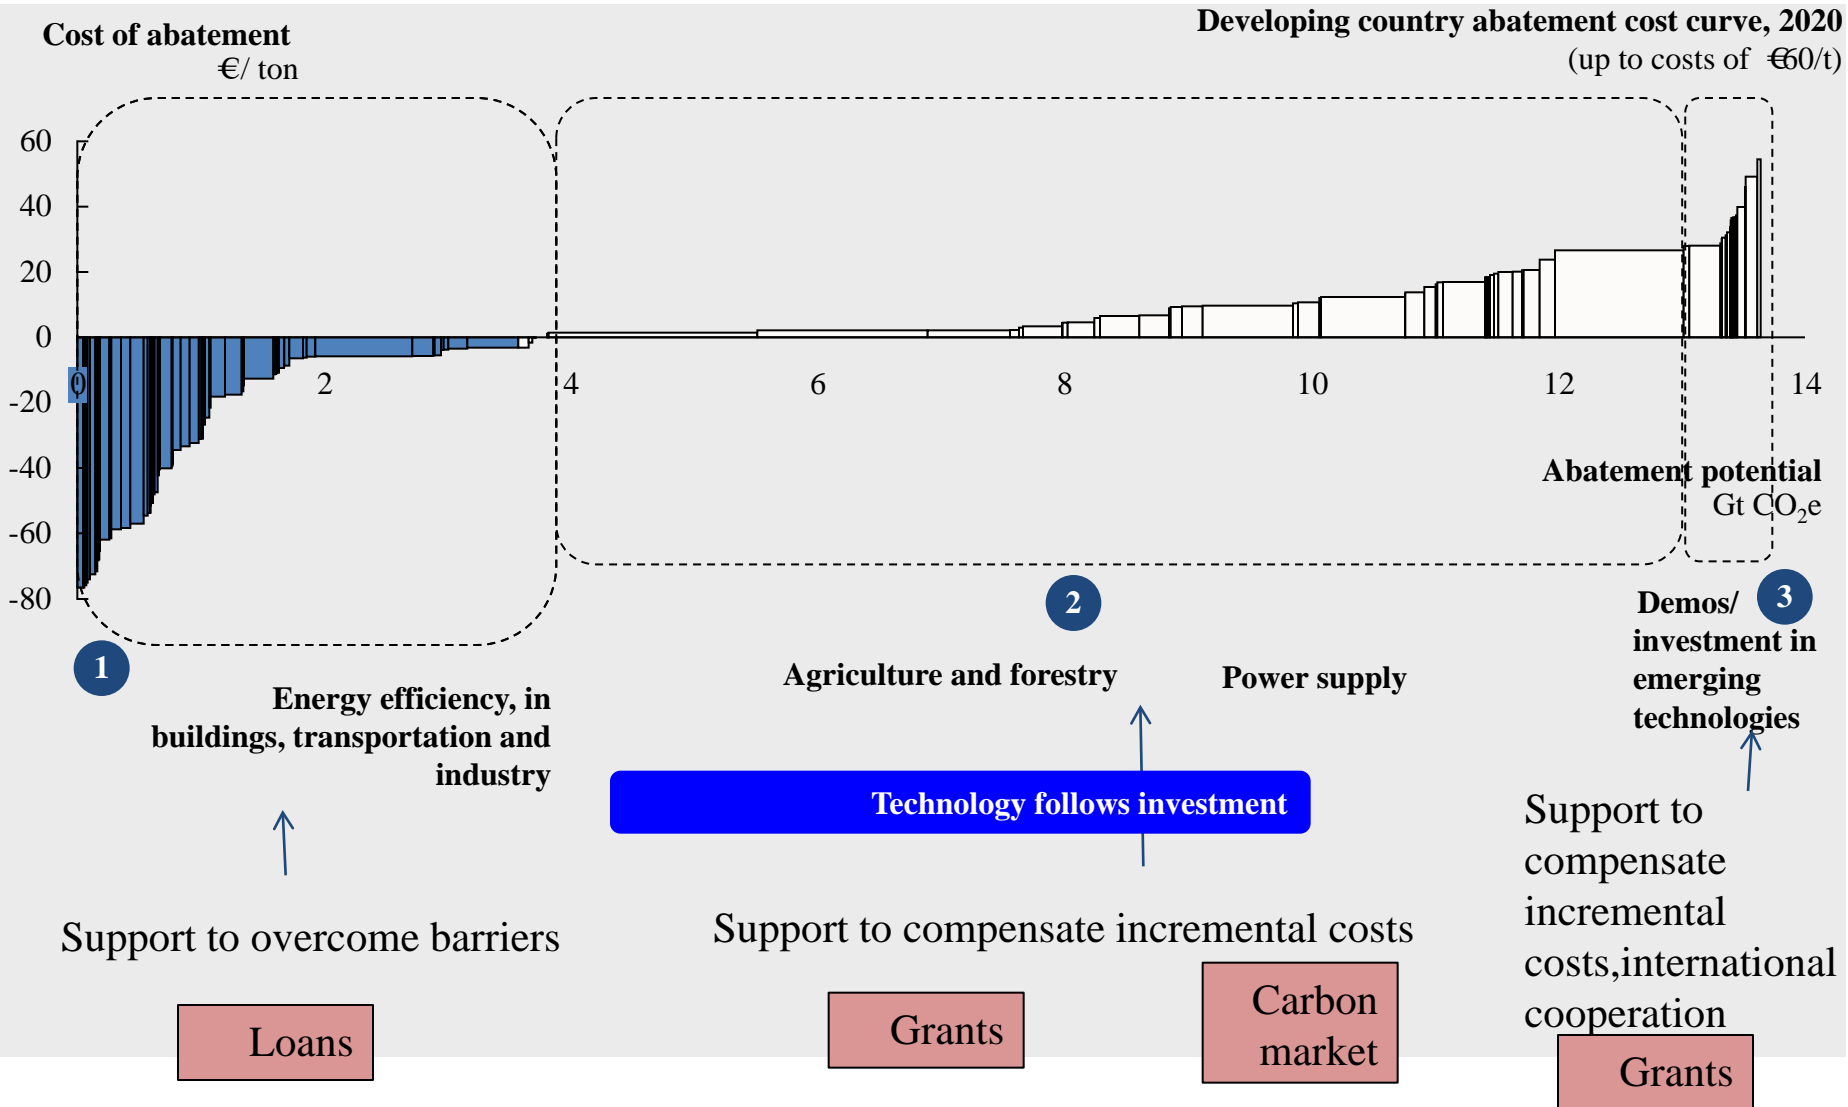 Cost of abatement
€/ ton
Developing country abatement cost curve, 2020
(up to costs of €60/t)
60
40
20
0
-20
-40
-60
-80
0
2
4
6
8
10
12
14
Abatement potential
Gt CO₂e
1
2
3
Energy efficiency, in
buildings, transportation and
industry
Agriculture and forestry
Power supply
Demos/
investment in
emerging
technologies
Technology follows investment
Support to overcome barriers
Support to compensate incremental costs
Support to
compensate
incremental
costs,international
cooperation
Loans
Grants
Carbon
market
Grants